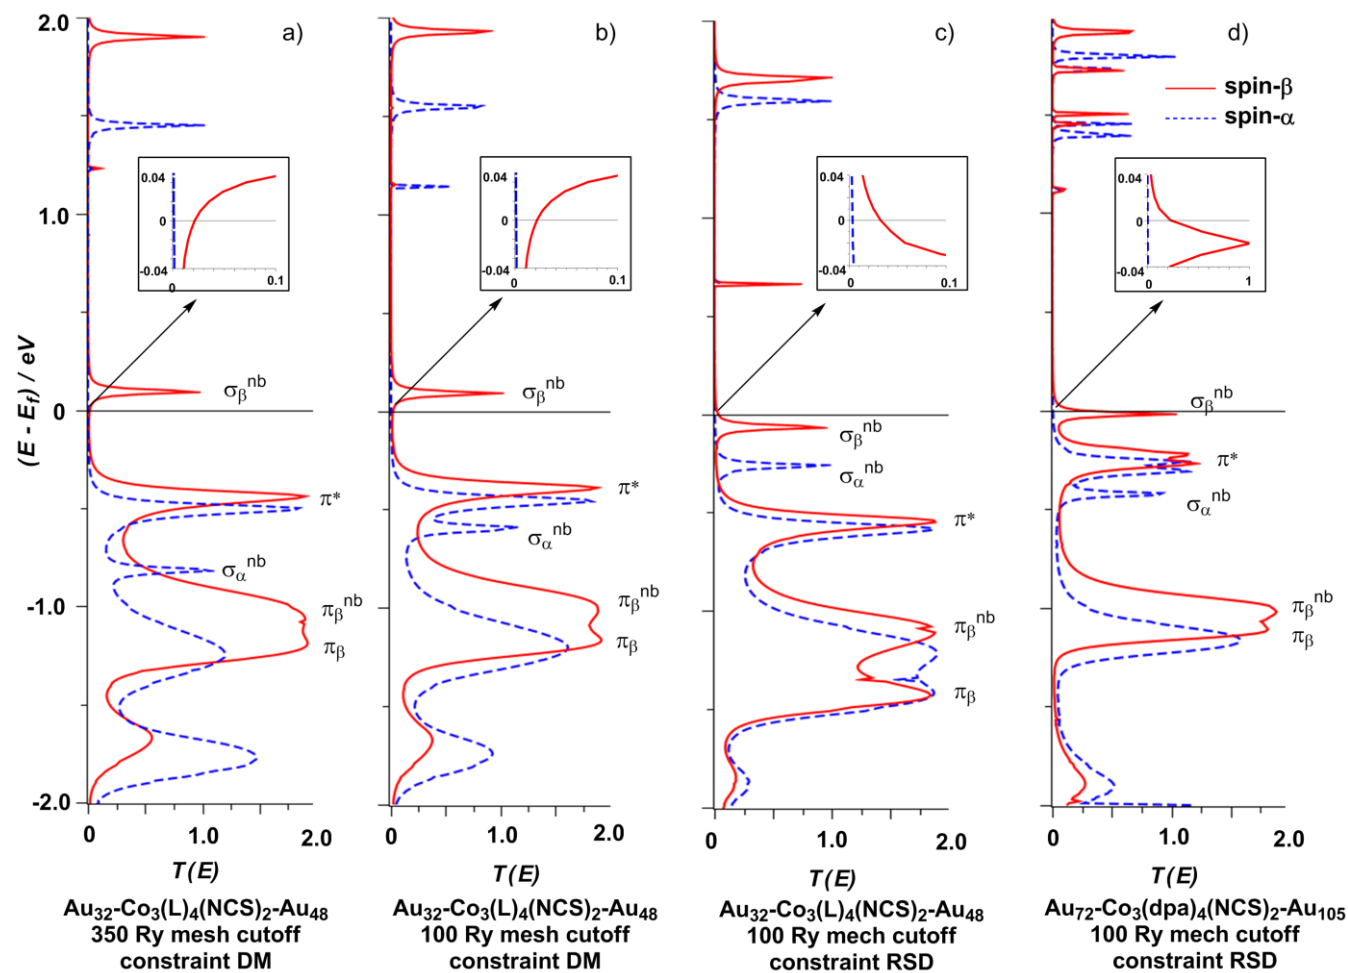 2.0
1.0
0
-1.0
-2.0
(E - Ef) / eV
a)
0.04
0
-0.04
0
0.1
σβnb
π*
σαnb
πβnb
πβ
0
1.0
2.0
T(E)
Au32-Co3(L)4(NCS)2-Au48
350 Ry mesh cutoff
constraint DM
b)
0.04
0
-0.04
0
0.1
σβnb
π*
σαnb
πβnb
πβ
0
1.0
2.0
T(E)
Au32-Co3(L)4(NCS)2-Au48
100 Ry mesh cutoff
constraint DM
c)
0.04
0
-0.04
0
0.1
σβnb
σαnb
π*
πβnb
πβ
0
1.0
2.0
T(E)
Au32-Co3(L)4(NCS)2-Au48
100 Ry mech cutoff
constraint RSD
d)
spin-β
spin-α
0.04
0
-0.04
0
1
σβnb
π*
σαnb
πβnb
πβ
0
1.0
2.0
T(E)
Au72-Co3(dpa)4(NCS)2-Au105
100 Ry mech cutoff
constraint RSD